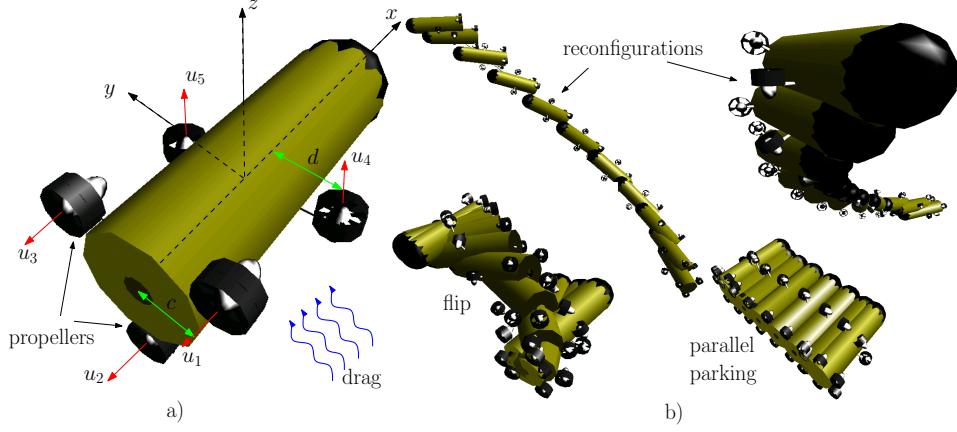 z
x
y
u₅
d
u₄
u₃
c
propellers
u₁
u₂
drag
a)
reconfigurations
flip
parallel
parking
b)